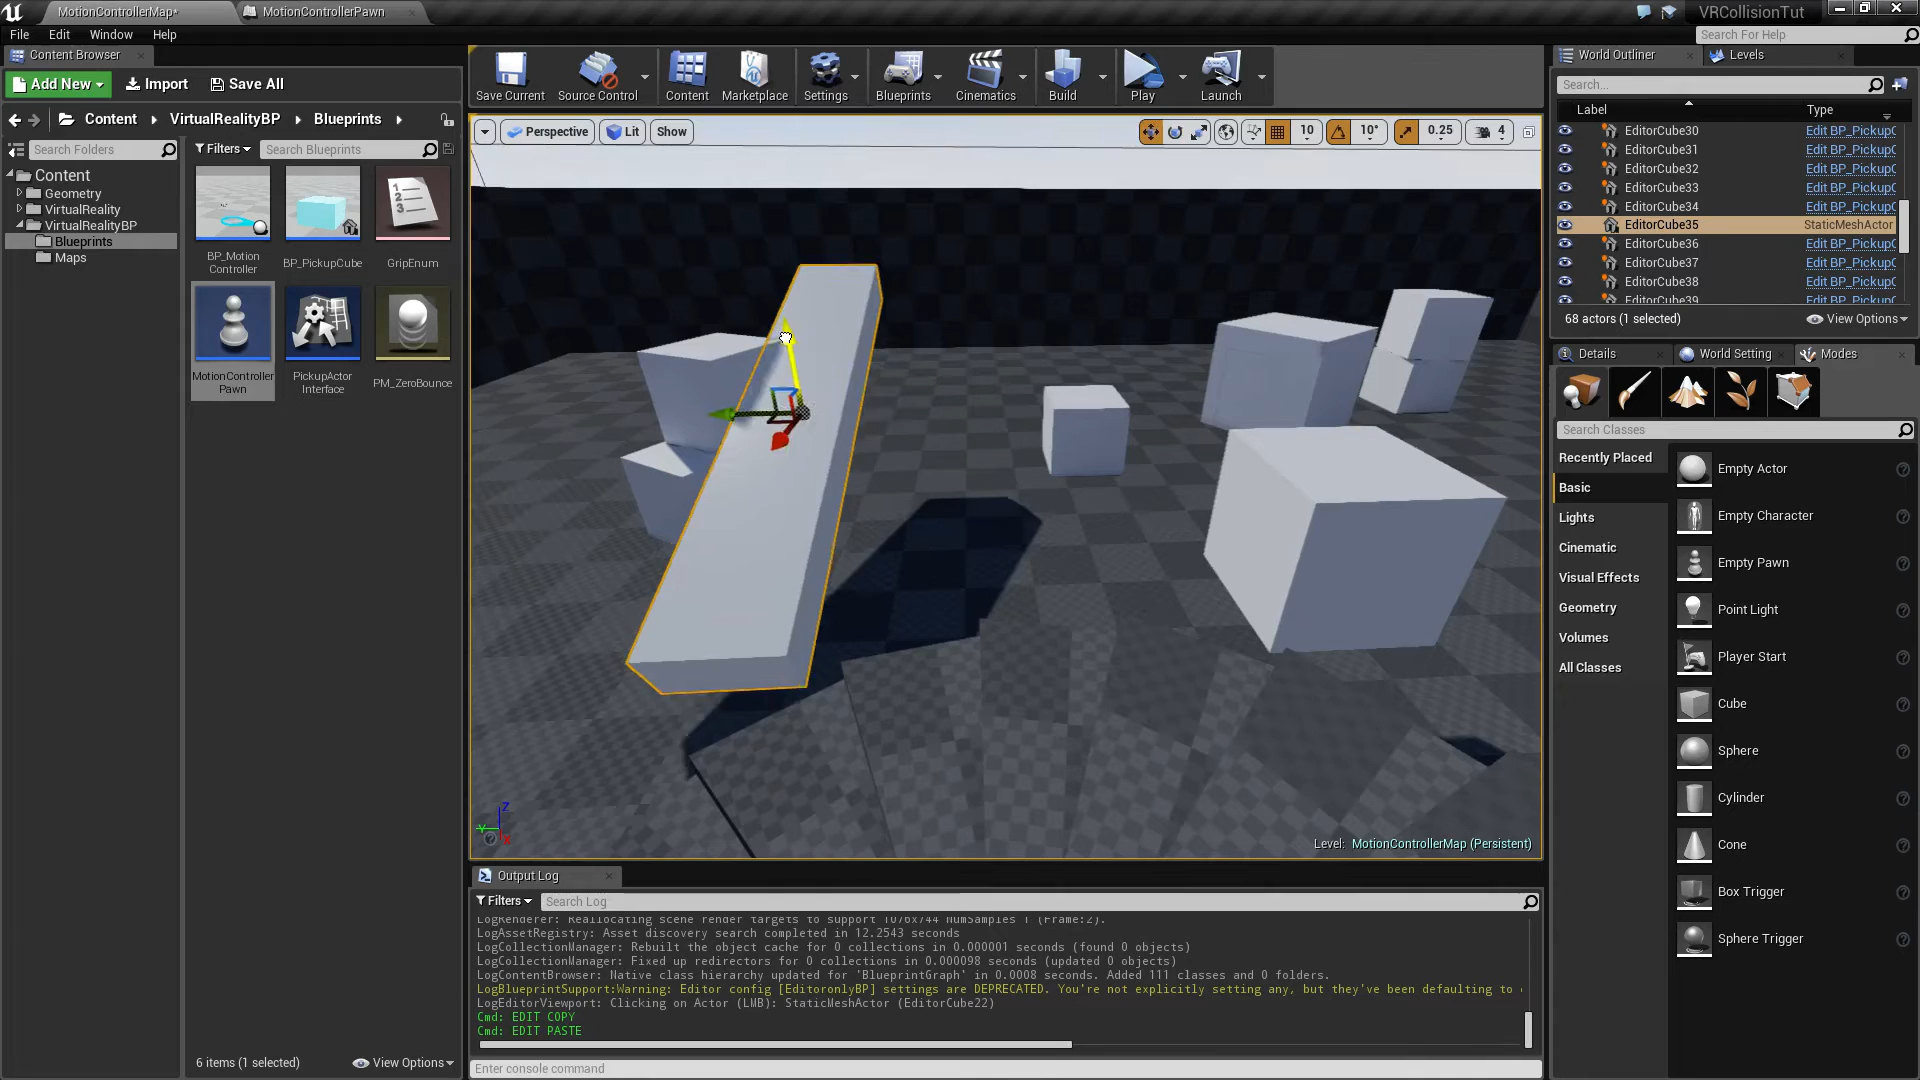 MotionControllerMap*
MotionControllerPawn
VRCollisionTut
File Edit Window Help
Search For Help
Content Browser
Add New
Import
Save All
Content
VirtualRealityBP
Blueprints
Search Folders
Filters
Search Blueprints
Content
Geometry
VirtualReality
VirtualRealityBP
Blueprints
Maps
BP_Motion
Controller
BP_PickupCube
GripEnum
MotionController
Pawn
PickupActor
Interface
PM_ZeroBounce
6 items (1 selected)
View Options
Save Current
Source Control
Content
Marketplace
Settings
Blueprints
Cinematics
Build
Play
Launch
Perspective
Lit
Show
10
10°
0.25
4
Z
Y
X
Level: MotionControllerMap (Persistent)
Output Log
Filters
Search Log
LogRenderer: Reallocating scene render targets to support 1076x744 NumSamples 1 (Frame:2).
LogAssetRegistry: Asset discovery search completed in 12.2543 seconds
LogCollectionManager: Rebuilt the object cache for 0 collections in 0.000001 seconds (found 0 objects)
LogCollectionManager: Fixed up redirectors for 0 collections in 0.000098 seconds (updated 0 objects)
LogContentBrowser: Native class hierarchy updated for 'BlueprintGraph' in 0.0008 seconds. Added 111 classes and 0 folders.
LogBlueprintSupport:Warning: Editor config [EditoronlyBP] settings are DEPRECATED. You're not explicitly setting any, but they've been defaulting to
LogEditorViewport: Clicking on Actor (LMB): StaticMeshActor (EditorCube22)
Cmd: EDIT COPY
Cmd: EDIT PASTE
Enter console command
World Outliner
Levels
Search...
Label Type
EditorCube30 Edit BP_PickupC
EditorCube31 Edit BP_PickupC
EditorCube32 Edit BP_PickupC
EditorCube33 Edit BP_PickupC
EditorCube34 Edit BP_PickupC
EditorCube35 StaticMeshActor
EditorCube36 Edit BP_PickupC
EditorCube37 Edit BP_PickupC
EditorCube38 Edit BP_PickupC
EditorCube39 Edit BP_PickupC
68 actors (1 selected)
View Options
Details
World Setting
Modes
Search Classes
Recently Placed
Basic
Lights
Cinematic
Visual Effects
Geometry
Volumes
All Classes
Empty Actor
Empty Character
Empty Pawn
Point Light
Player Start
Cube
Sphere
Cylinder
Cone
Box Trigger
Sphere Trigger